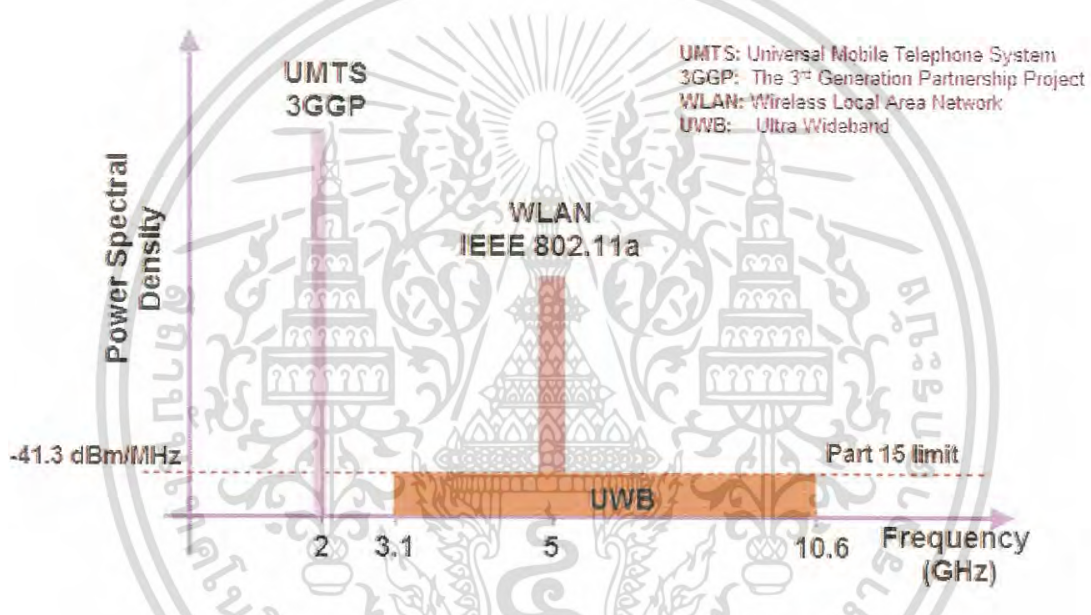 UMTS: Universal Mobile Telephone System
3GGP: The 3rd Generation Partnership Project
WLAN: Wireless Local Area Network
UWB: Ultra Wideband
UMTS
3GGP
WLAN
IEEE 802.11a
Power Spectral
Density
-41.3 dBm/MHz
Part 15 limit
UWB
2
3.1
5
10.6
Frequency
(GHz)